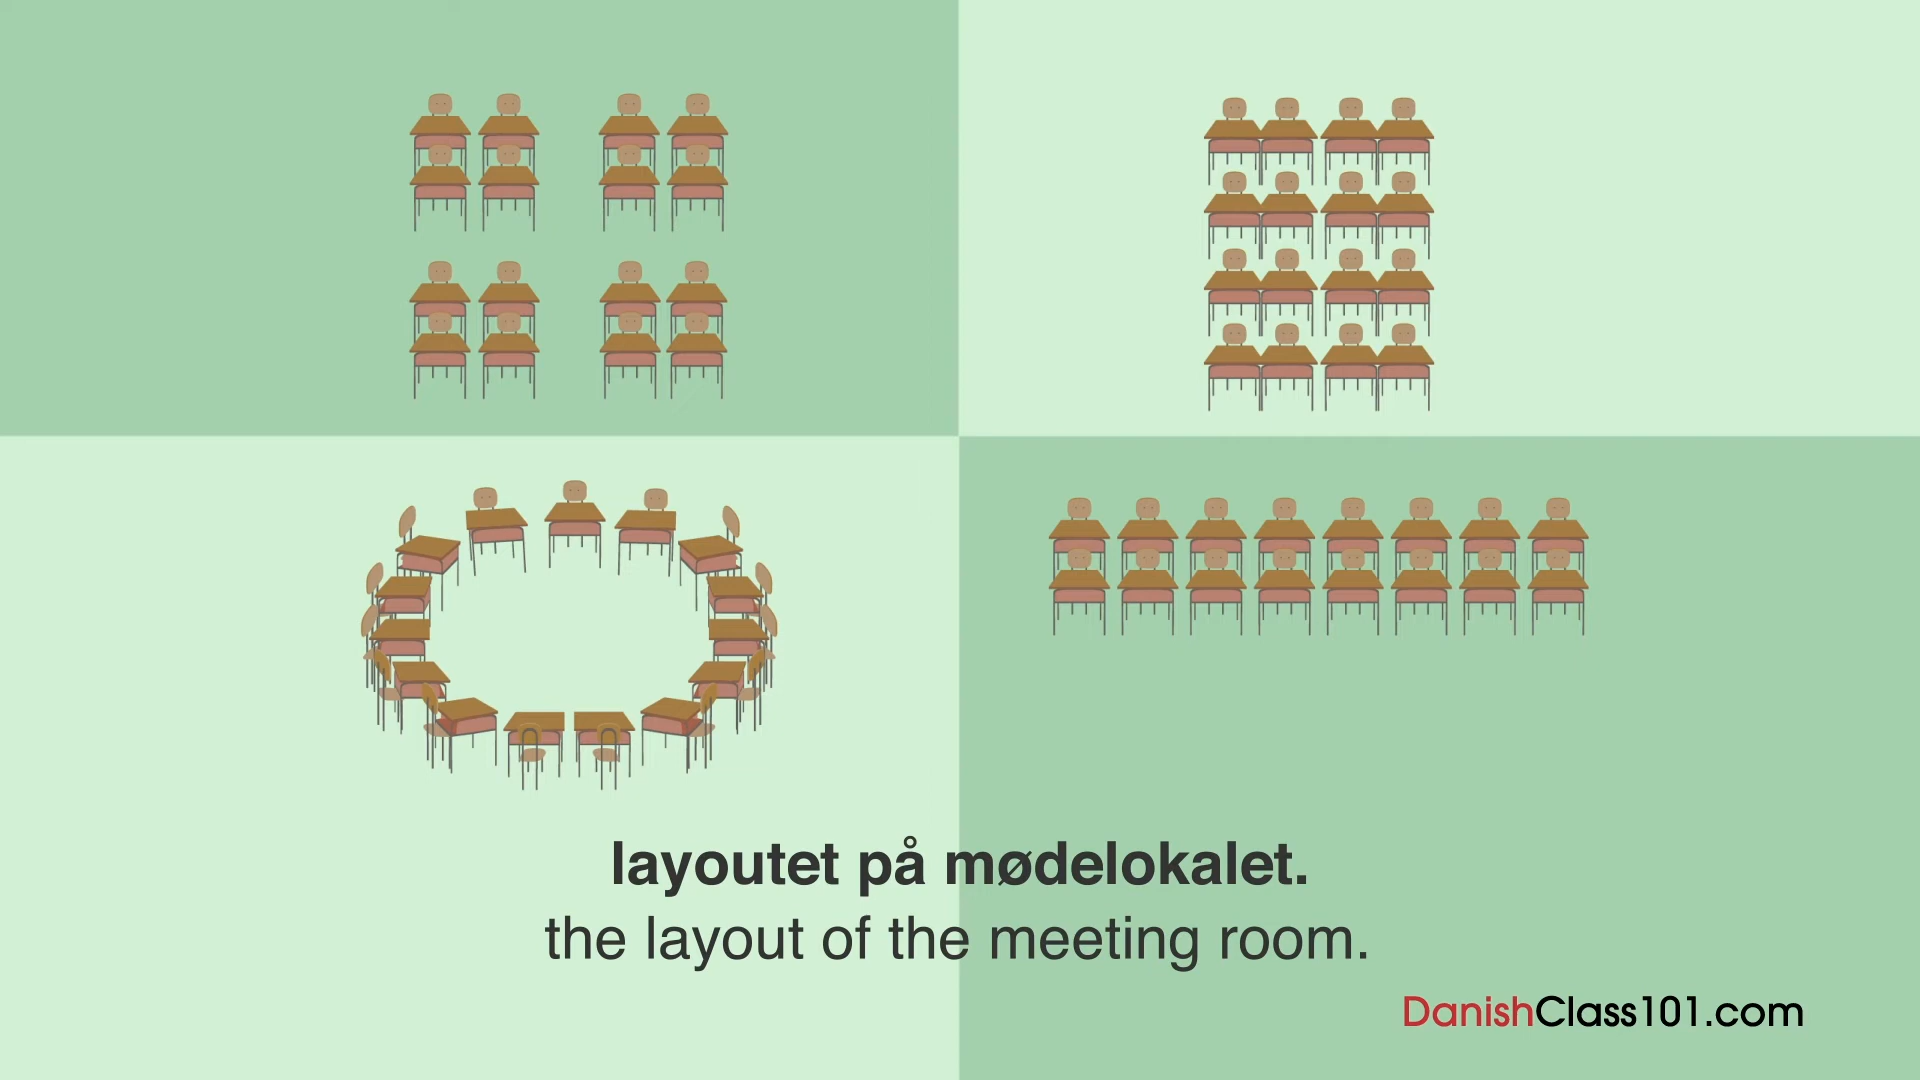 layoutet på mødelokalet.
the layout of the meeting room.
DanishClass101.com